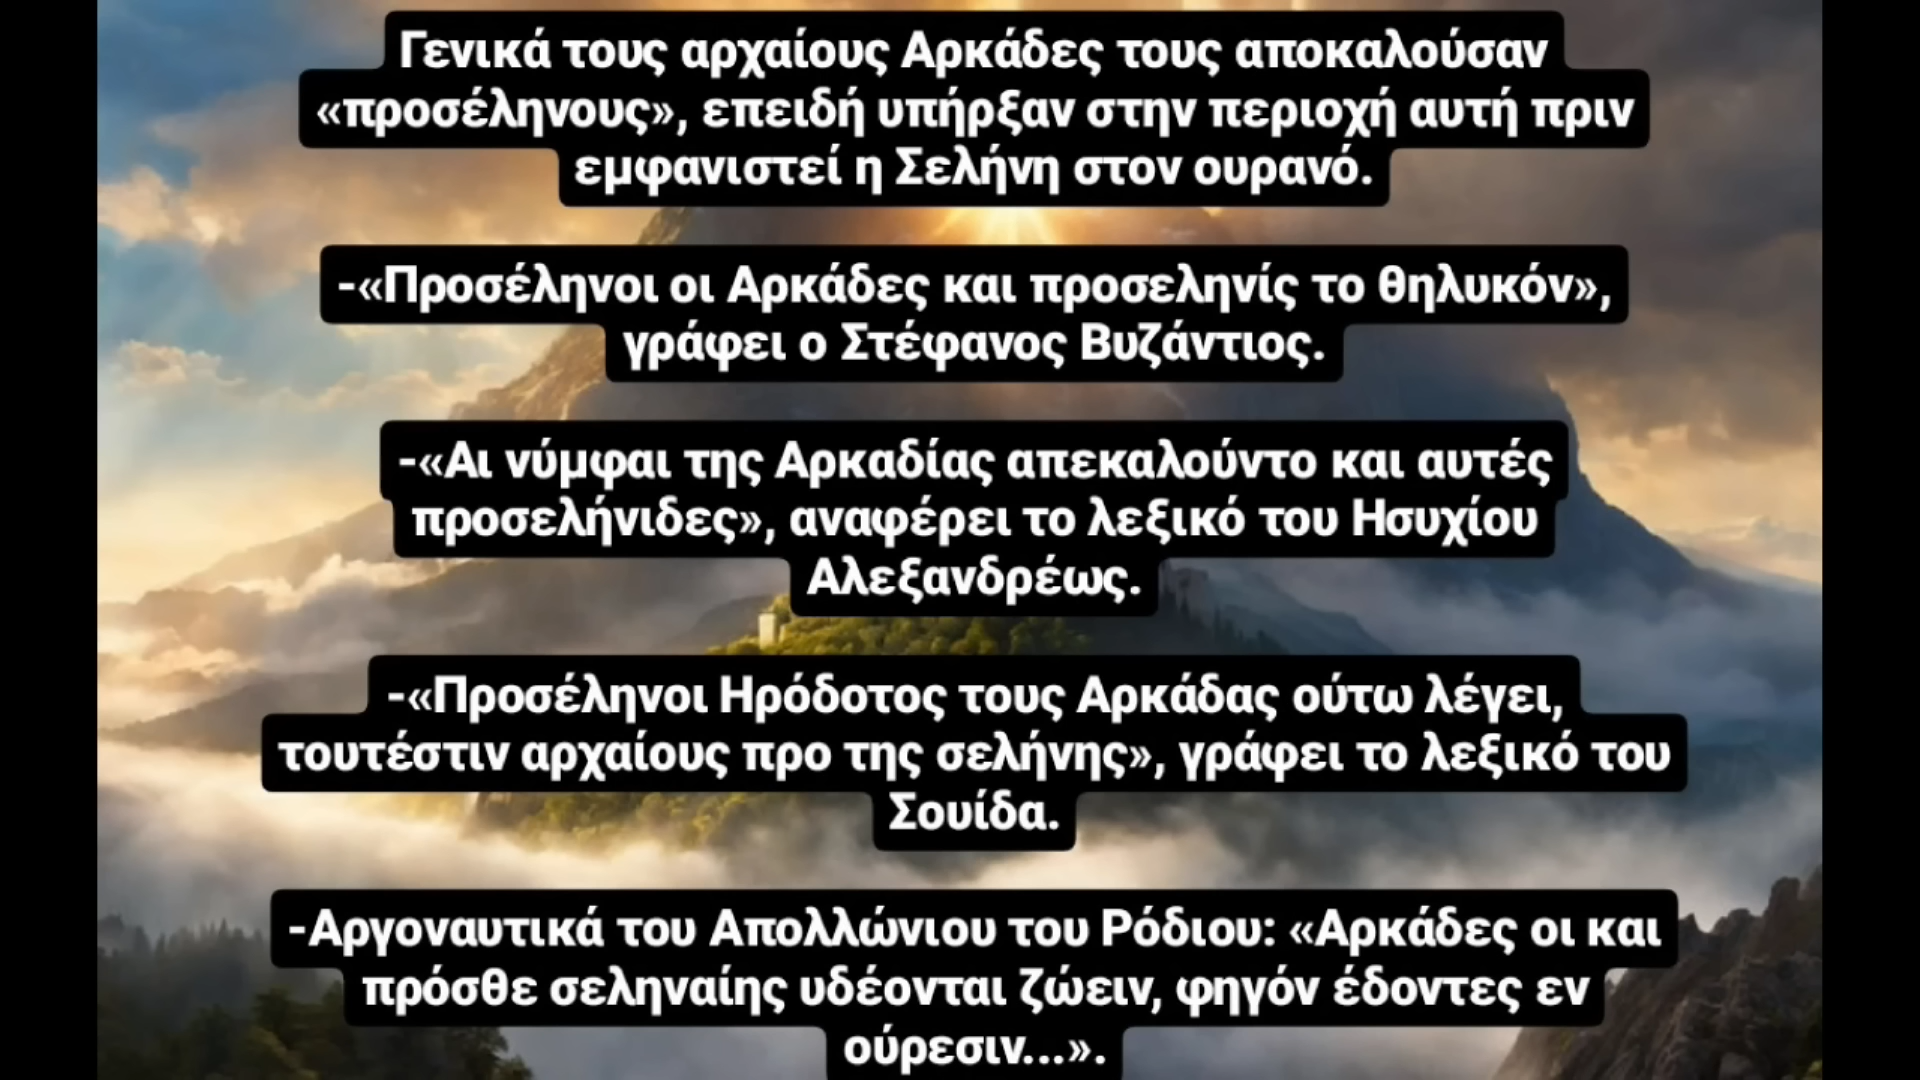 Γενικά τους αρχαίους Αρκάδες τους αποκαλούσαν
«προσέληνους», επειδή υπήρξαν στην περιοχή αυτή πριν
εμφανιστεί η Σελήνη στον ουρανό.
-«Προσέληνοι οι Αρκάδες και προσεληνίς το θηλυκόν»,
γράφει ο Στέφανος Βυζάντιος.
-«Αι νύμφαι της Αρκαδίας απεκαλούντο και αυτές
προσελήνιδες», αναφέρει το λεξικό του Ησυχίου
Αλεξανδρέως.
-«Προσέληνοι Ηρόδοτος τους Αρκάδας ούτω λέγει,
τουτέστιν αρχαίους προ της σελήνης», γράφει το λεξικό του
Σουίδα.
-Αργοναυτικά του Απολλώνιου του Ρόδιου: «Αρκάδες οι και
πρόσθε σεληναίης υδέονται ζώειν, φηγόν έδοντες εν
ούρεσιν...».